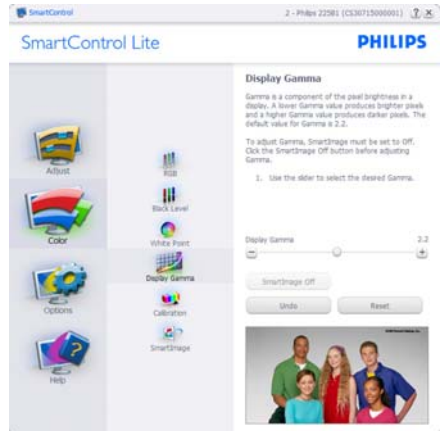 SmartControl
2 - Philips 225B1 (CS30715000001)
SmartControl Lite
PHILIPS
Display Gamma
Gamma is a component of the pixel brightness in a
display. A lower Gamma value produces brighter pixels
and a higher Gamma value produces darker pixels. The
default value for Gamma is 2.2.
To adjust Gamma, SmartImage must be set to Off.
Click the SmartImage Off button before adjusting
Gamma.
1. Use the slider to select the desired Gamma.
Adjust
RGB
Black Level
Color
White Point
Display Gamma
2.2
Display Gamma
SmartImage Off
Options
Calibration
Undo
Reset
SmartImage
Help